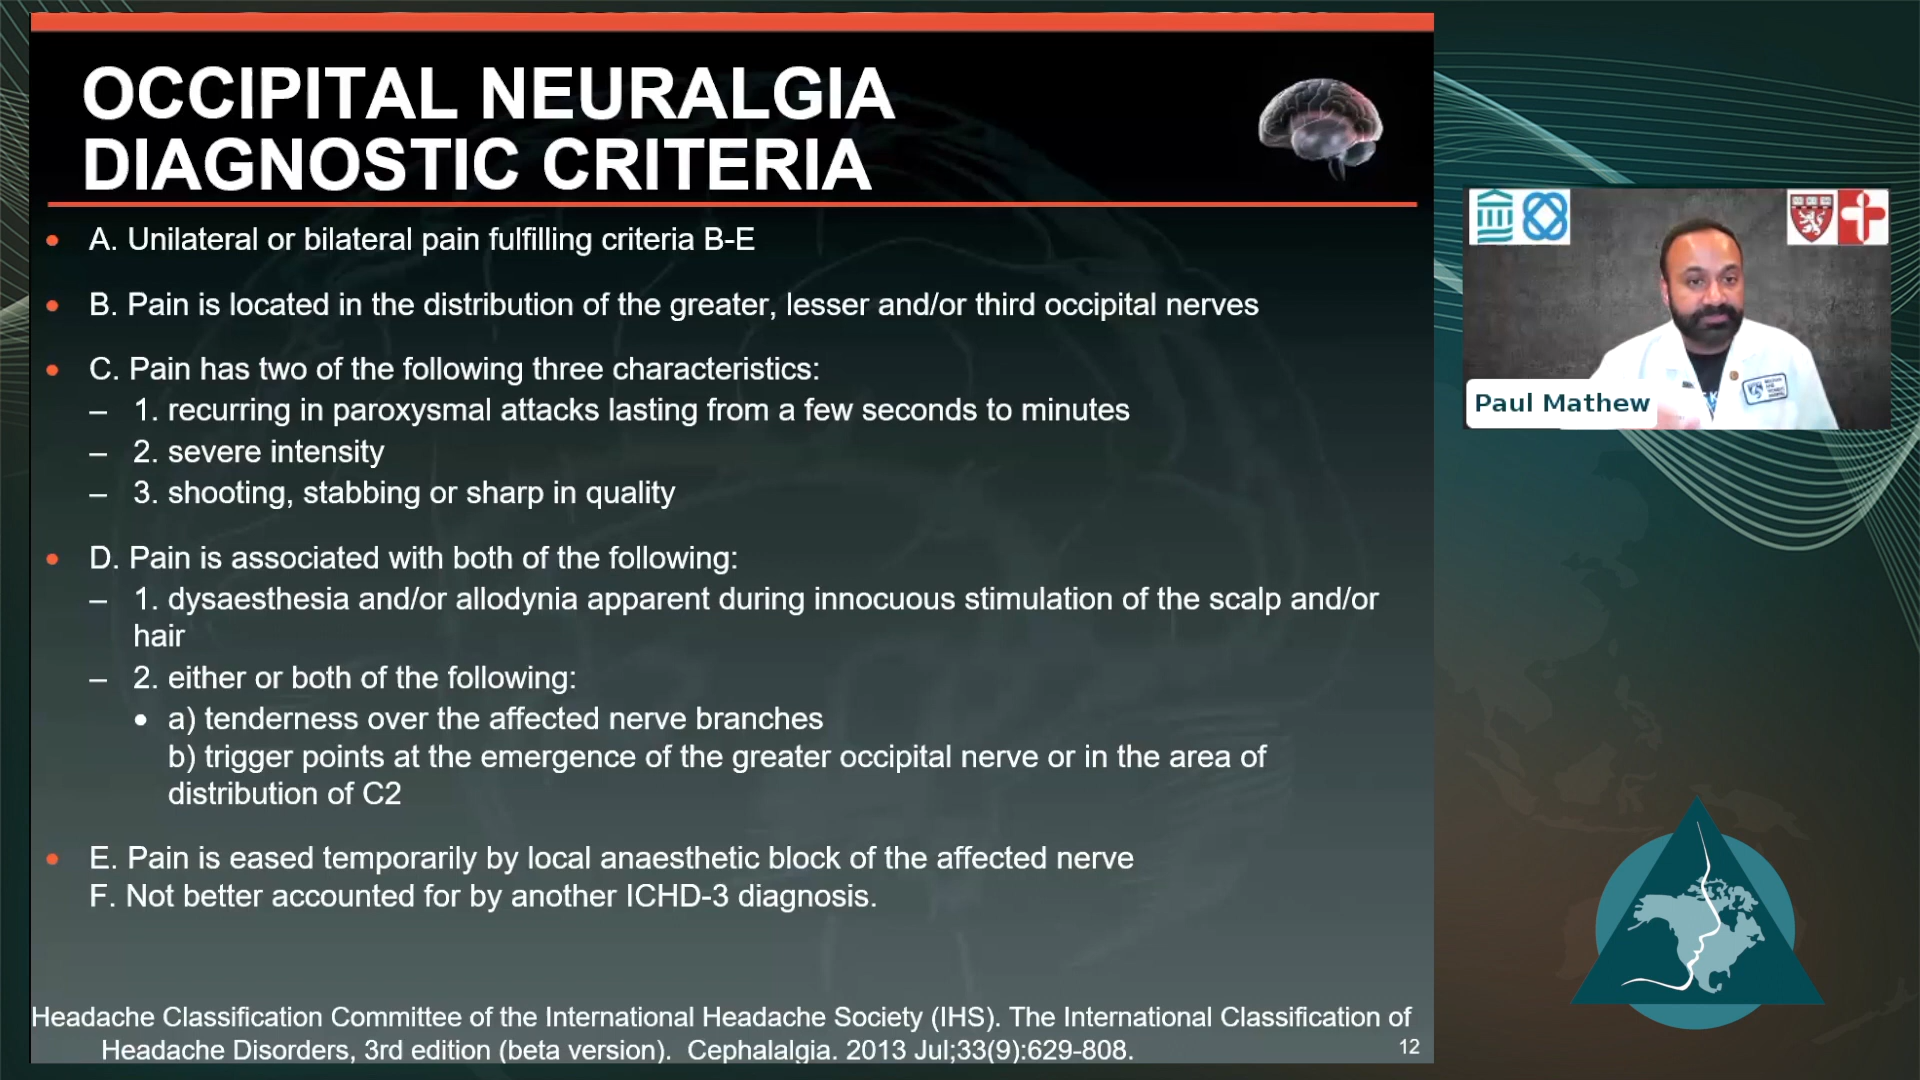 OCCIPITAL NEURALGIA
DIAGNOSTIC CRITERIA
• A. Unilateral or bilateral pain fulfilling criteria B-E
• B. Pain is located in the distribution of the greater, lesser and/or third occipital nerves
• C. Pain has two of the following three characteristics:
– 1. recurring in paroxysmal attacks lasting from a few seconds to minutes
– 2. severe intensity
– 3. shooting, stabbing or sharp in quality
• D. Pain is associated with both of the following:
– 1. dysaesthesia and/or allodynia apparent during innocuous stimulation of the scalp and/or
hair
– 2. either or both of the following:
• a) tenderness over the affected nerve branches
b) trigger points at the emergence of the greater occipital nerve or in the area of
distribution of C2
• E. Pain is eased temporarily by local anaesthetic block of the affected nerve
F. Not better accounted for by another ICHD-3 diagnosis.
Headache Classification Committee of the International Headache Society (IHS). The International Classification of
Headache Disorders, 3rd edition (beta version). Cephalalgia. 2013 Jul;33(9):629-808.
12
Paul Mathew